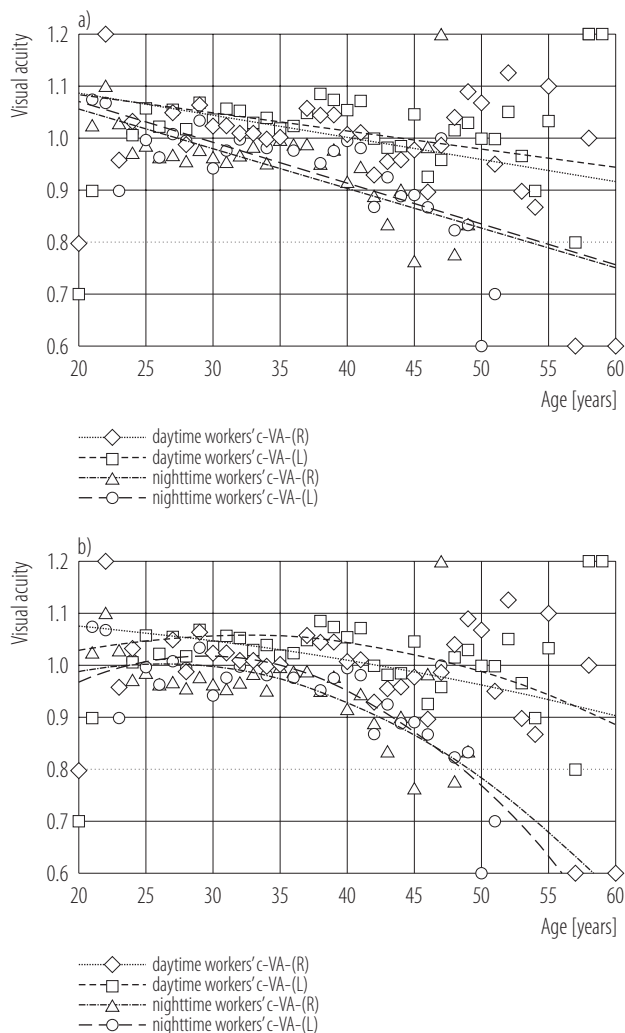 a)
Visual acuity
1.2
1.1
1.0
0.9
0.8
0.7
0.6
20 25 30 35 40 45 50 55 60
Age [years]
daytime workers' c-VA-(R)
daytime workers' c-VA-(L)
nighttime workers' c-VA-(R)
nighttime workers' c-VA-(L)
b)
Visual acuity
1.2
1.1
1.0
0.9
0.8
0.7
0.6
20 25 30 35 40 45 50 55 60
Age [years]
daytime workers' c-VA-(R)
daytime workers' c-VA-(L)
nighttime workers' c-VA-(R)
nighttime workers' c-VA-(L)